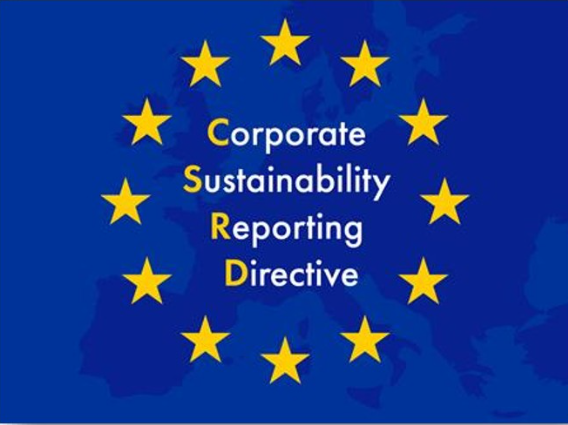 Corporate
Sustainability
Reporting
Directive